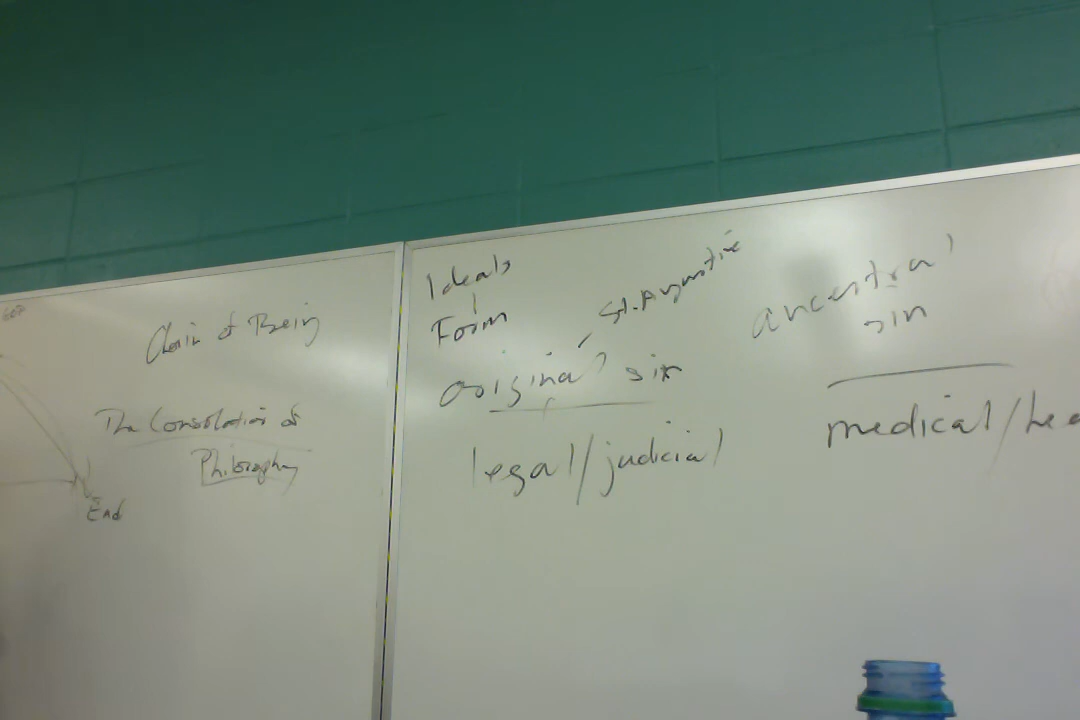 Chain of Being
The Consolation of
Philosophy
End
Ideals
Form
St. Augustine
original sin
legal/judicial
ancestral
sin
medical/hea